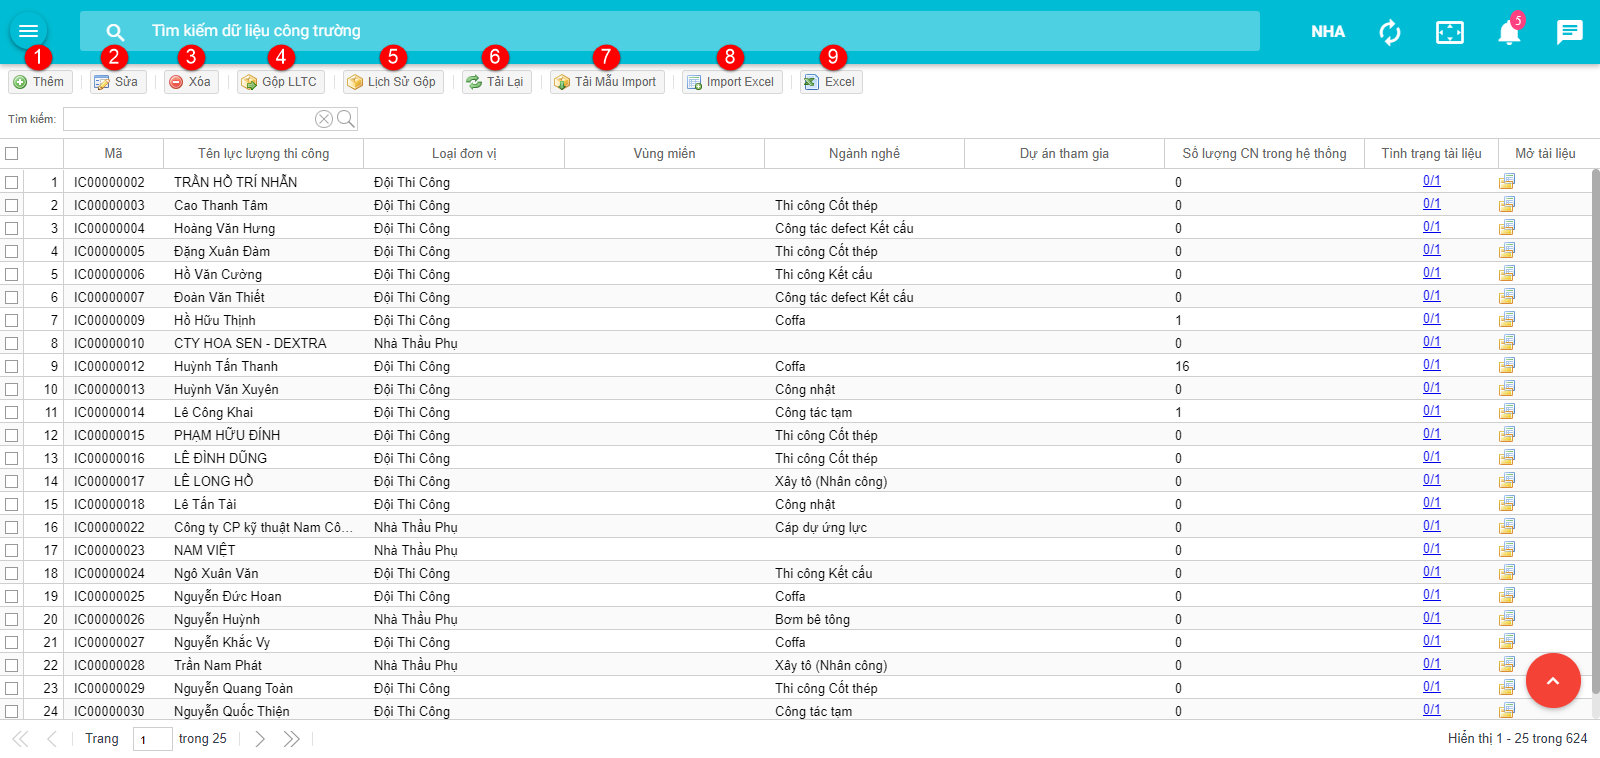 Tìm kiếm dữ liệu công trường NHA 5
1 2 3 4 5 6 7 8 9
Thêm Sửa Xóa Gộp LLTC Lịch Sử Gộp Tải Lại Tải Mẫu Import Import Excel Excel
Tìm kiếm:
Mã Tên lực lượng thi công Loại đơn vị Vùng miền Ngành nghề Dự án tham gia Số lượng CN trong hệ thống Tình trạng tài liệu Mở tài liệu
1 IC00000002 TRẦN HỒ TRÍ NHẪN Đội Thi Công 0 0/1
2 IC00000003 Cao Thanh Tâm Đội Thi Công Thi công Cốt thép 0 0/1
3 IC00000004 Hoàng Văn Hưng Đội Thi Công Công tác defect Kết cấu 0 0/1
4 IC00000005 Đặng Xuân Đàm Đội Thi Công Thi công Cốt thép 0 0/1
5 IC00000006 Hồ Văn Cường Đội Thi Công Thi công Kết cấu 0 0/1
6 IC00000007 Đoàn Văn Thiết Đội Thi Công Công tác defect Kết cấu 0 0/1
7 IC00000009 Hồ Hữu Thịnh Đội Thi Công Coffa 1 0/1
8 IC00000010 CTY HOA SEN - DEXTRA Nhà Thầu Phụ 0 0/1
9 IC00000012 Huỳnh Tấn Thanh Đội Thi Công Coffa 16 0/1
10 IC00000013 Huỳnh Văn Xuyên Đội Thi Công Công nhật 0 0/1
11 IC00000014 Lê Công Khai Đội Thi Công Công tác tạm 1 0/1
12 IC00000015 PHẠM HỮU ĐÍNH Đội Thi Công Thi công Cốt thép 0 0/1
13 IC00000016 LÊ ĐÌNH DŨNG Đội Thi Công Thi công Cốt thép 0 0/1
14 IC00000017 LÊ LONG HỒ Đội Thi Công Xây tô (Nhân công) 0 0/1
15 IC00000018 Lê Tấn Tài Đội Thi Công Công nhật 0 0/1
16 IC00000022 Công ty CP kỹ thuật Nam Cô... Nhà Thầu Phụ Cáp dự ứng lực 0 0/1
17 IC00000023 NAM VIỆT Nhà Thầu Phụ 0 0/1
18 IC00000024 Ngô Xuân Văn Đội Thi Công Thi công Kết cấu 0 0/1
19 IC00000025 Nguyễn Đức Hoan Đội Thi Công Coffa 0 0/1
20 IC00000026 Nguyễn Huỳnh Nhà Thầu Phụ Bơm bê tông 0 0/1
21 IC00000027 Nguyễn Khắc Vy Đội Thi Công Coffa 0 0/1
22 IC00000028 Trần Nam Phát Nhà Thầu Phụ Xây tô (Nhân công) 0 0/1
23 IC00000029 Nguyễn Quang Toàn Đội Thi Công Thi công Cốt thép 0 0/1
24 IC00000030 Nguyễn Quốc Thiện Đội Thi Công Công tác tạm 0 0/1
Trang 1 trong 25 Hiển thị 1 - 25 trong 624